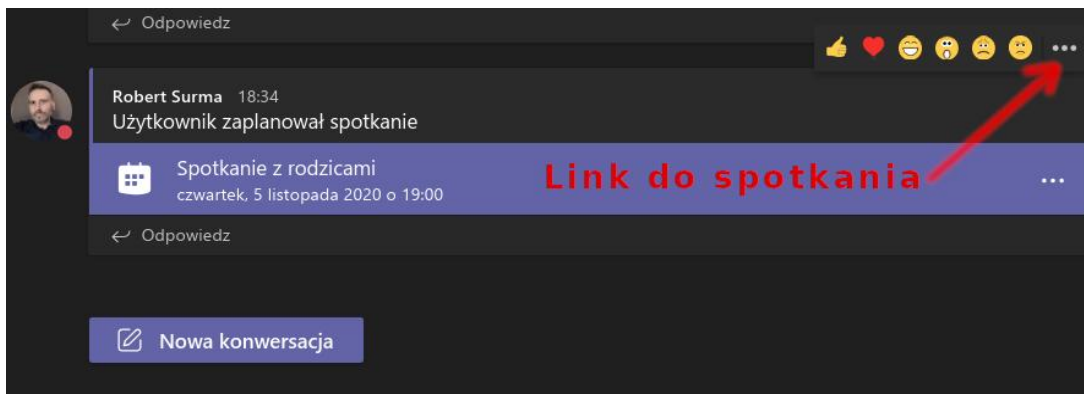 Odpowiedz
Robert Surma 18:34
Użytkownik zaplanował spotkanie
Spotkanie z rodzicami
czwartek, 5 listopada 2020 o 19:00
Link do spotkania
Odpowiedz
Nowa konwersacja